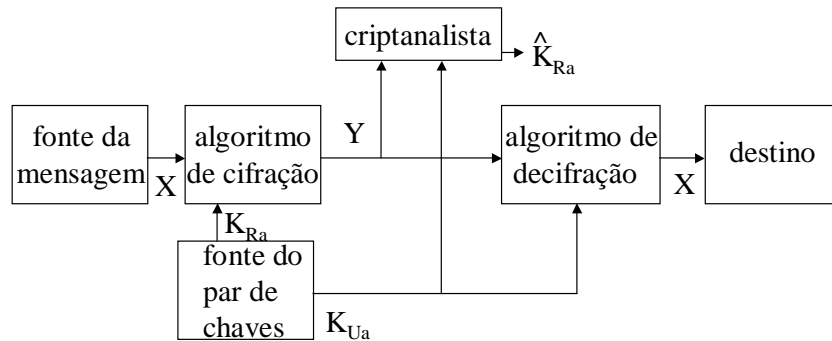 criptanalista
K̂Ra
fonte da
mensagem
X
algoritmo
de cifração
Y
algoritmo de
decifração
X
destino
KRa
fonte do
par de
chaves
KUa